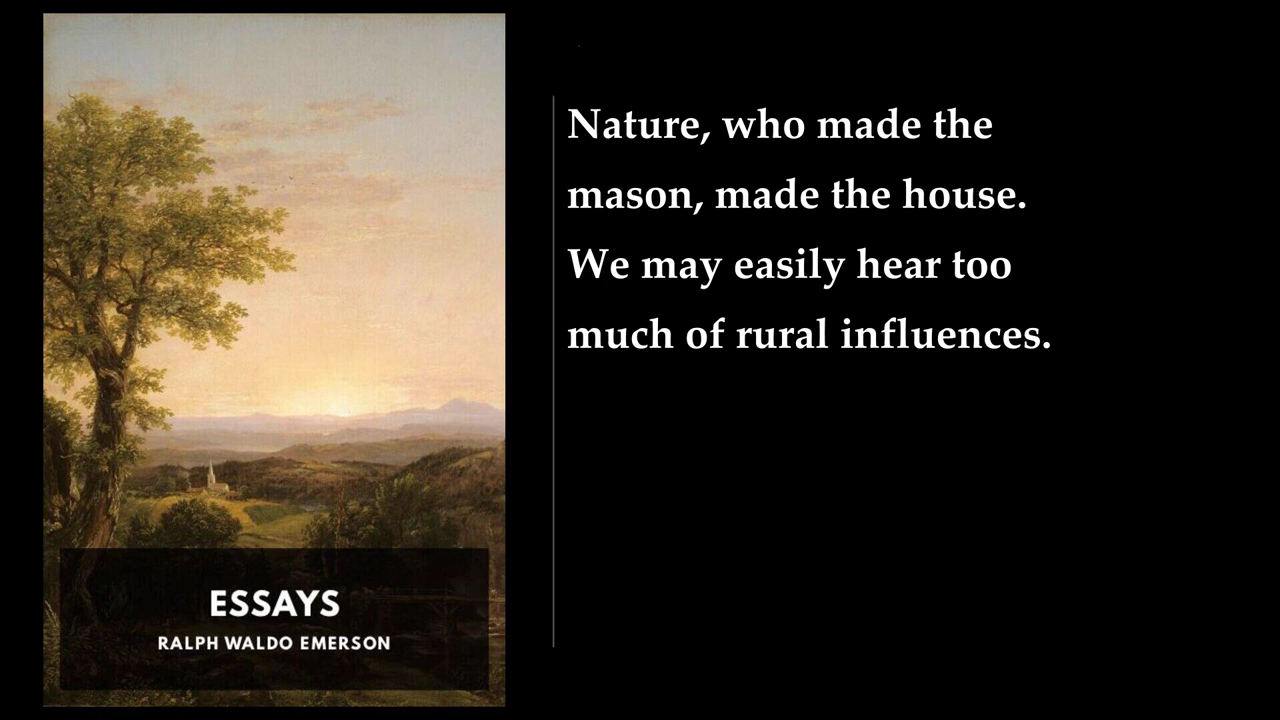 Nature, who made the
mason, made the house.
We may easily hear too
much of rural influences.
ESSAYS
RALPH WALDO EMERSON